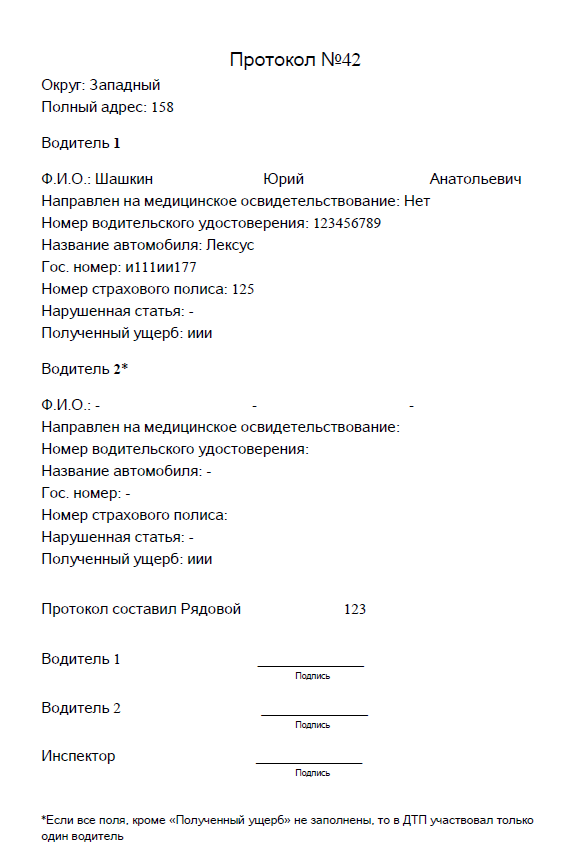 Протокол №42
Округ: Западный
Полный адрес: 158
Водитель 1
Ф.И.О.: Шашкин Юрий Анатольевич
Направлен на медицинское освидетельствование: Нет
Номер водительского удостоверения: 123456789
Название автомобиля: Лексус
Гос. номер: и111ии177
Номер страхового полиса: 125
Нарушенная статья: -
Полученный ущерб: иии
Водитель 2*
Ф.И.О.: - - -
Направлен на медицинское освидетельствование:
Номер водительского удостоверения:
Название автомобиля: -
Гос. номер: -
Номер страхового полиса:
Нарушенная статья: -
Полученный ущерб: иии
Протокол составил Рядовой 123
Водитель 1
Подпись
Водитель 2
Подпись
Инспектор
Подпись
*Если все поля, кроме «Полученный ущерб» не заполнены, то в ДТП участвовал только
один водитель